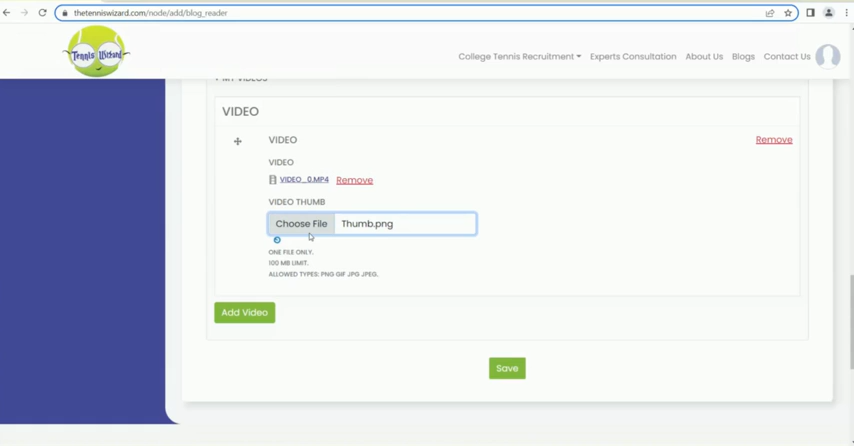 thetenniswizard.com/node/add/blog_reader
Tennis Wizard
College Tennis Recruitment Experts Consultation About Us Blogs Contact Us
MY VIDEOS
VIDEO
VIDEO Remove
VIDEO
VIDEO_0.MP4 Remove
VIDEO THUMB
Choose File Thumb.png
ONE FILE ONLY.
100 MB LIMIT.
ALLOWED TYPES: PNG GIF JPG JPEG.
Add Video
Save